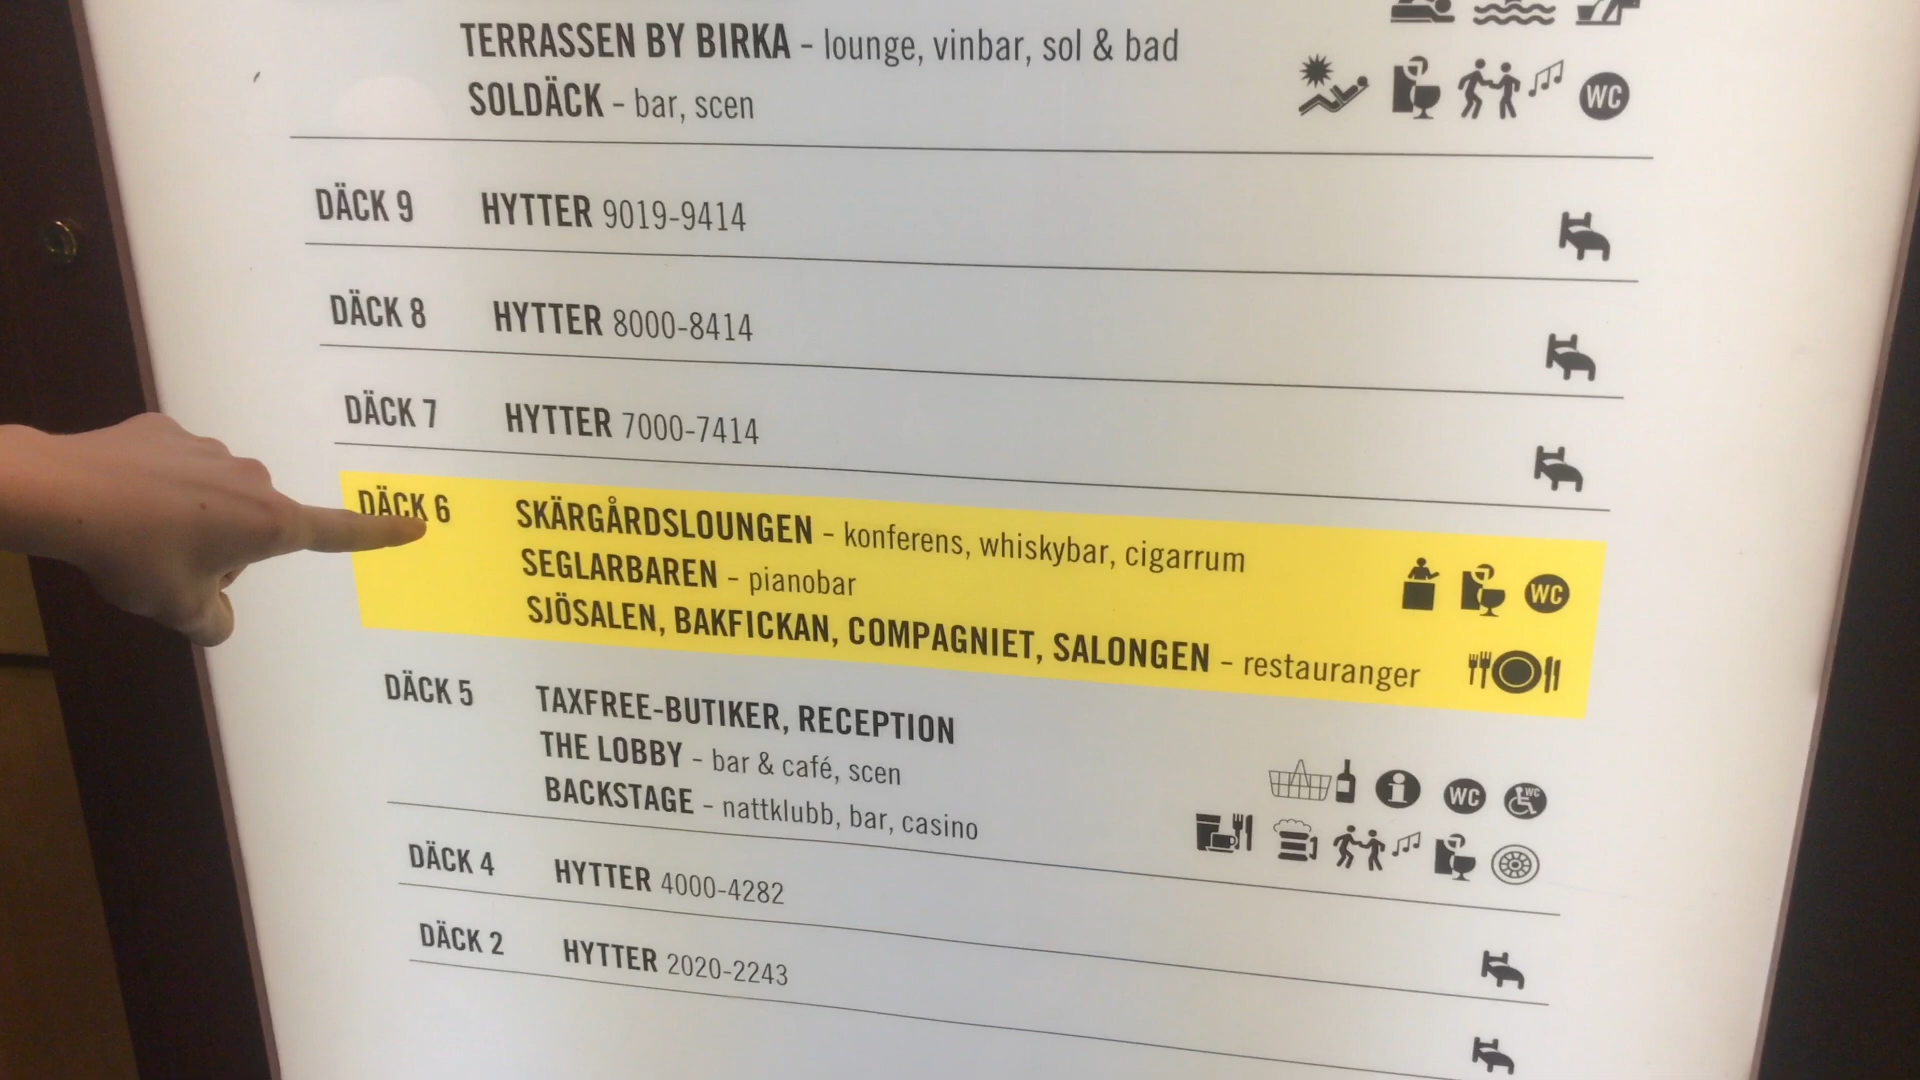 TERRASSEN BY BIRKA - lounge, vinbar, sol & bad
SOLDÄCK - bar, scen
WC
DÄCK 9 HYTTER 9019-9414
DÄCK 8 HYTTER 8000-8414
DÄCK 7 HYTTER 7000-7414
DÄCK 6 SKÄRGÅRDSLOUNGEN - konferens, whiskybar, cigarrum
SEGLARBAREN - pianobar
WC
SJÖSALEN, BAKFICKAN, COMPAGNIET, SALONGEN - restauranger
DÄCK 5 TAXFREE-BUTIKER, RECEPTION
THE LOBBY - bar & café, scen
i WC WC
BACKSTAGE - nattklubb, bar, casino
DÄCK 4 HYTTER 4000-4282
DÄCK 2 HYTTER 2020-2243